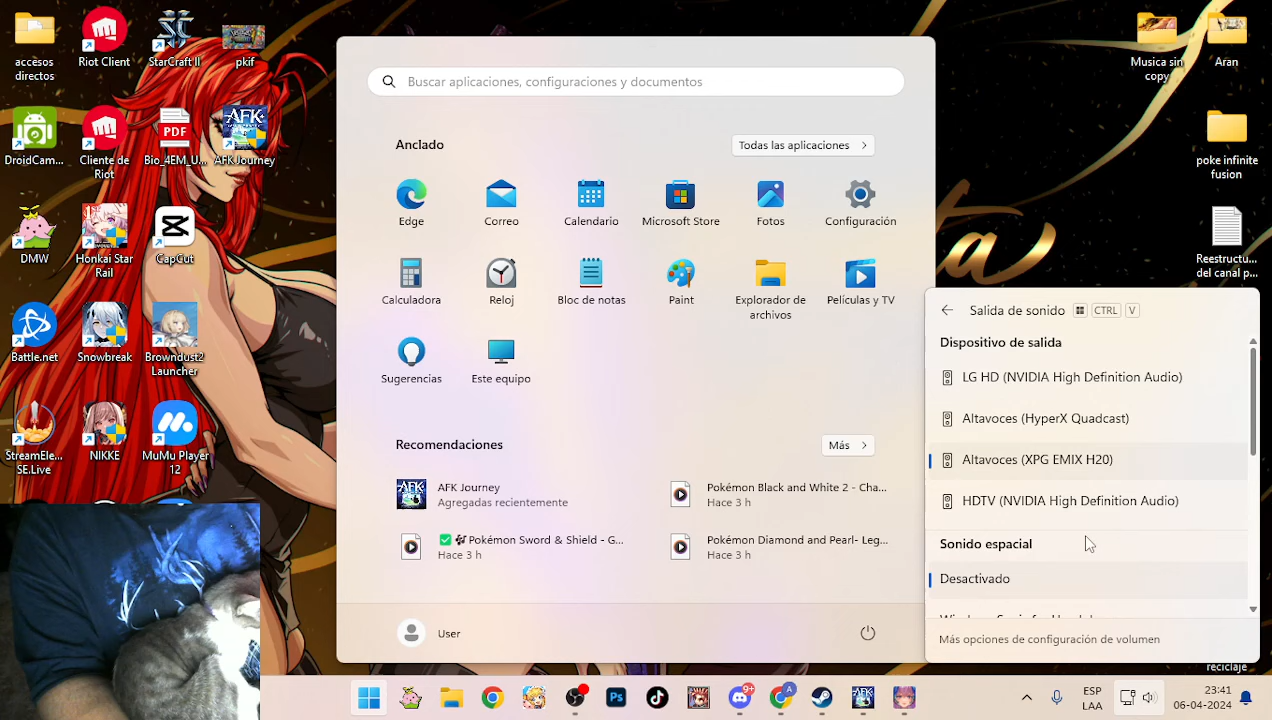 accesos
directos
Riot Client
StarCraft II
pkif
DroidCam...
Cliente de
Riot
PDF
Bio_4EM_U...
AFK
JOURNEY
AFK Journey
DMW
Honkai Star
Rail
CapCut
Battle.net
Snowbreak
Browndust2
Launcher
StreamEle...
SE.Live
NIKKE
MuMu Player
12
Buscar aplicaciones, configuraciones y documentos
Anclado
Todas las aplicaciones
Edge
Correo
Calendario
Microsoft Store
Fotos
Configuración
Calculadora
Reloj
Bloc de notas
Paint
Explorador de
archivos
Películas y TV
Sugerencias
Este equipo
Recomendaciones
Más
AFK Journey
Agregadas recientemente
Pokémon Black and White 2 - Cha...
Hace 3 h
Pokémon Sword & Shield - G...
Hace 3 h
Pokémon Diamond and Pearl- Leg...
Hace 3 h
User
Musica sin
copy
Aran
poke infinite
fusion
Reestructu...
del canal p...
Salida de sonido
CTRL
V
Dispositivo de salida
LG HD (NVIDIA High Definition Audio)
Altavoces (HyperX Quadcast)
Altavoces (XPG EMIX H20)
HDTV (NVIDIA High Definition Audio)
Sonido espacial
Desactivado
Más opciones de configuración de volumen
reciclaje
Ps
9+
A
ESP
LAA
23:41
06-04-2024